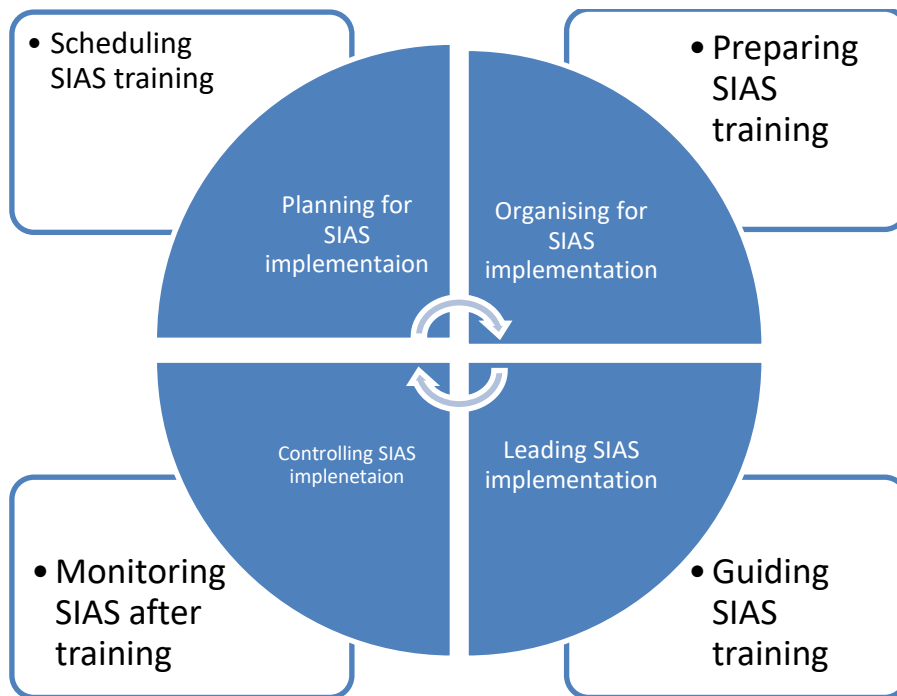 • Scheduling
SIAS training
• Preparing
SIAS
training
Planning for
SIAS
implementaion
Organising for
SIAS
implementation
Controlling SIAS
implenetaion
Leading SIAS
implementation
• Monitoring
SIAS after
training
• Guiding
SIAS
training